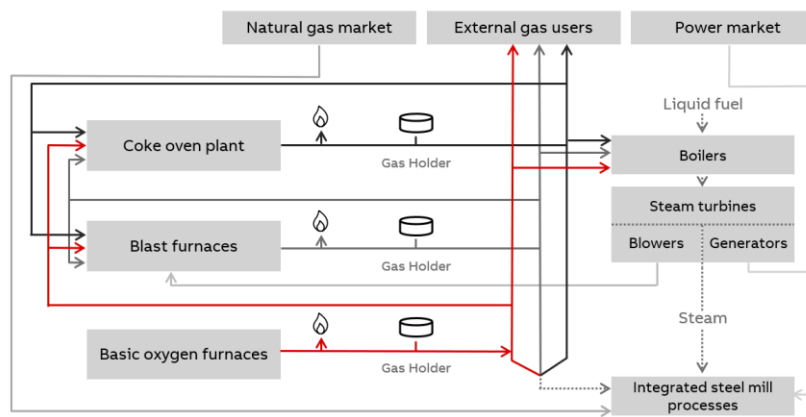 Natural gas market
External gas users
Power market
Liquid fuel
Coke oven plant
Gas Holder
Boilers
Steam turbines
Blast furnaces
Gas Holder
Blowers
Generators
Steam
Basic oxygen furnaces
Gas Holder
Integrated steel mill
processes